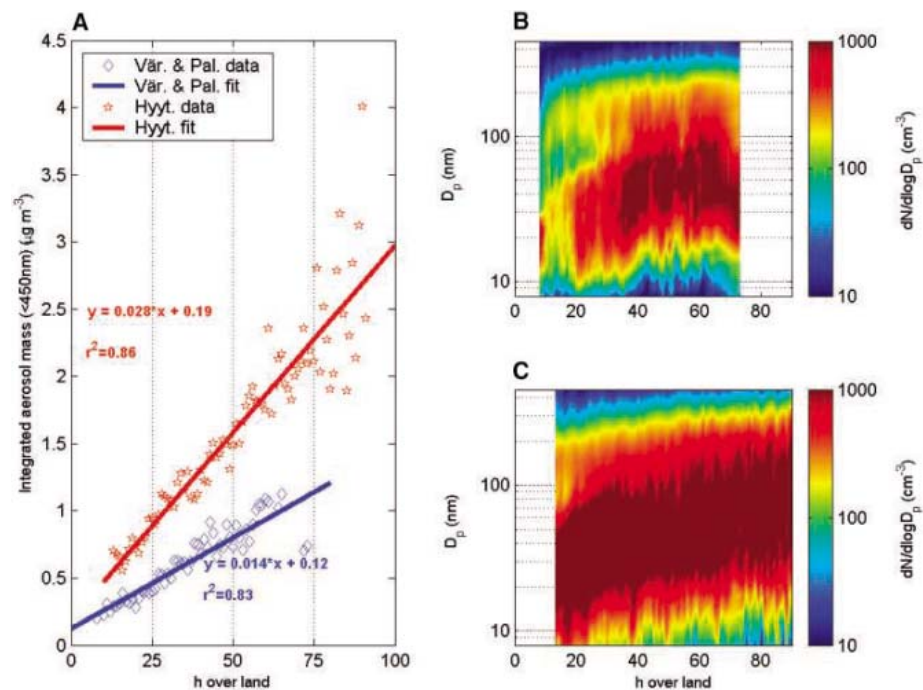 A
Integrated aerosol mass (<450nm) (μg m⁻³)
4.5
4
3.5
3
2.5
2
1.5
1
0.5
0
Vär. & Pal. data
Vär. & Pal. fit
Hyyt. data
Hyyt. fit
y = 0.028*x + 0.19
r²=0.86
y = 0.014*x + 0.12
r²=0.83
0 25 50 75 100
h over land
B
Dₚ (nm)
100
10
0 20 40 60 80
1000
100
10
dN/dlogDₚ (cm⁻³)
C
Dₚ (nm)
100
10
0 20 40 60 80
h over land
1000
100
10
dN/dlogDₚ (cm⁻³)